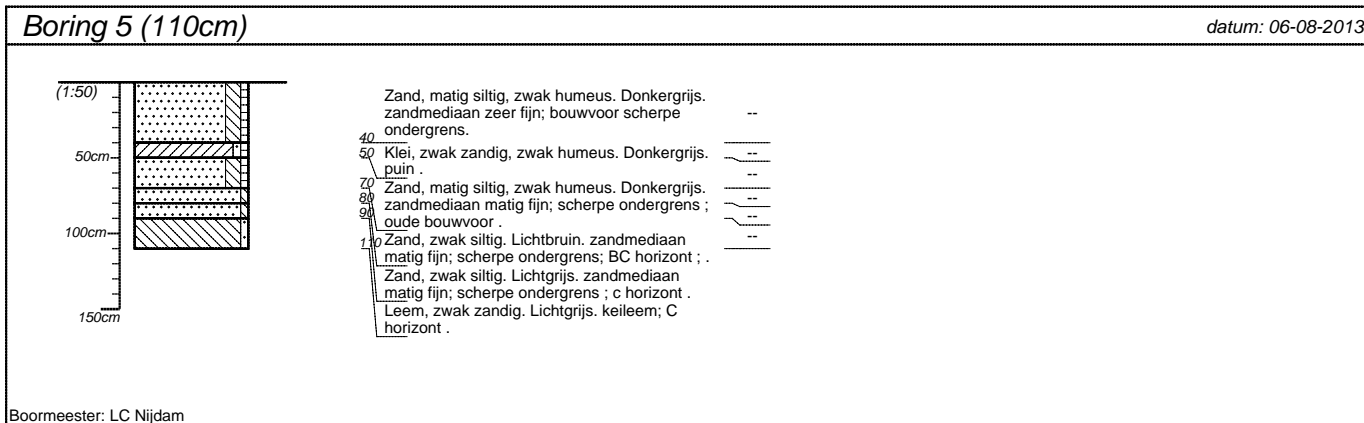 Boring 5 (110cm)
datum: 06-08-2013
(1:50)
50cm
100cm
150cm
Zand, matig siltig, zwak humeus. Donkergrijs.
zandmediaan zeer fijn; bouwvoor scherpe
ondergrens.
--
40
Klei, zwak zandig, zwak humeus. Donkergrijs.
puin .
--
50
Zand, matig siltig, zwak humeus. Donkergrijs.
zandmediaan matig fijn; scherpe ondergrens ;
oude bouwvoor .
--
70
Zand, zwak siltig. Lichtbruin. zandmediaan
matig fijn; scherpe ondergrens; BC horizont ; .
--
80
Zand, zwak siltig. Lichtgrijs. zandmediaan
matig fijn; scherpe ondergrens ; c horizont .
--
90
Leem, zwak zandig. Lichtgrijs. keileem; C
horizont .
--
110
Boormeester: LC Nijdam